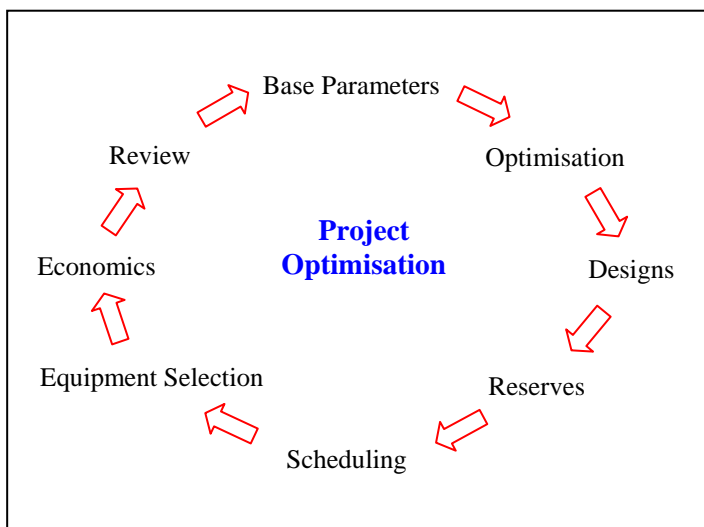 Base Parameters
Review
Optimisation
Project
Optimisation
Economics
Designs
Equipment Selection
Reserves
Scheduling